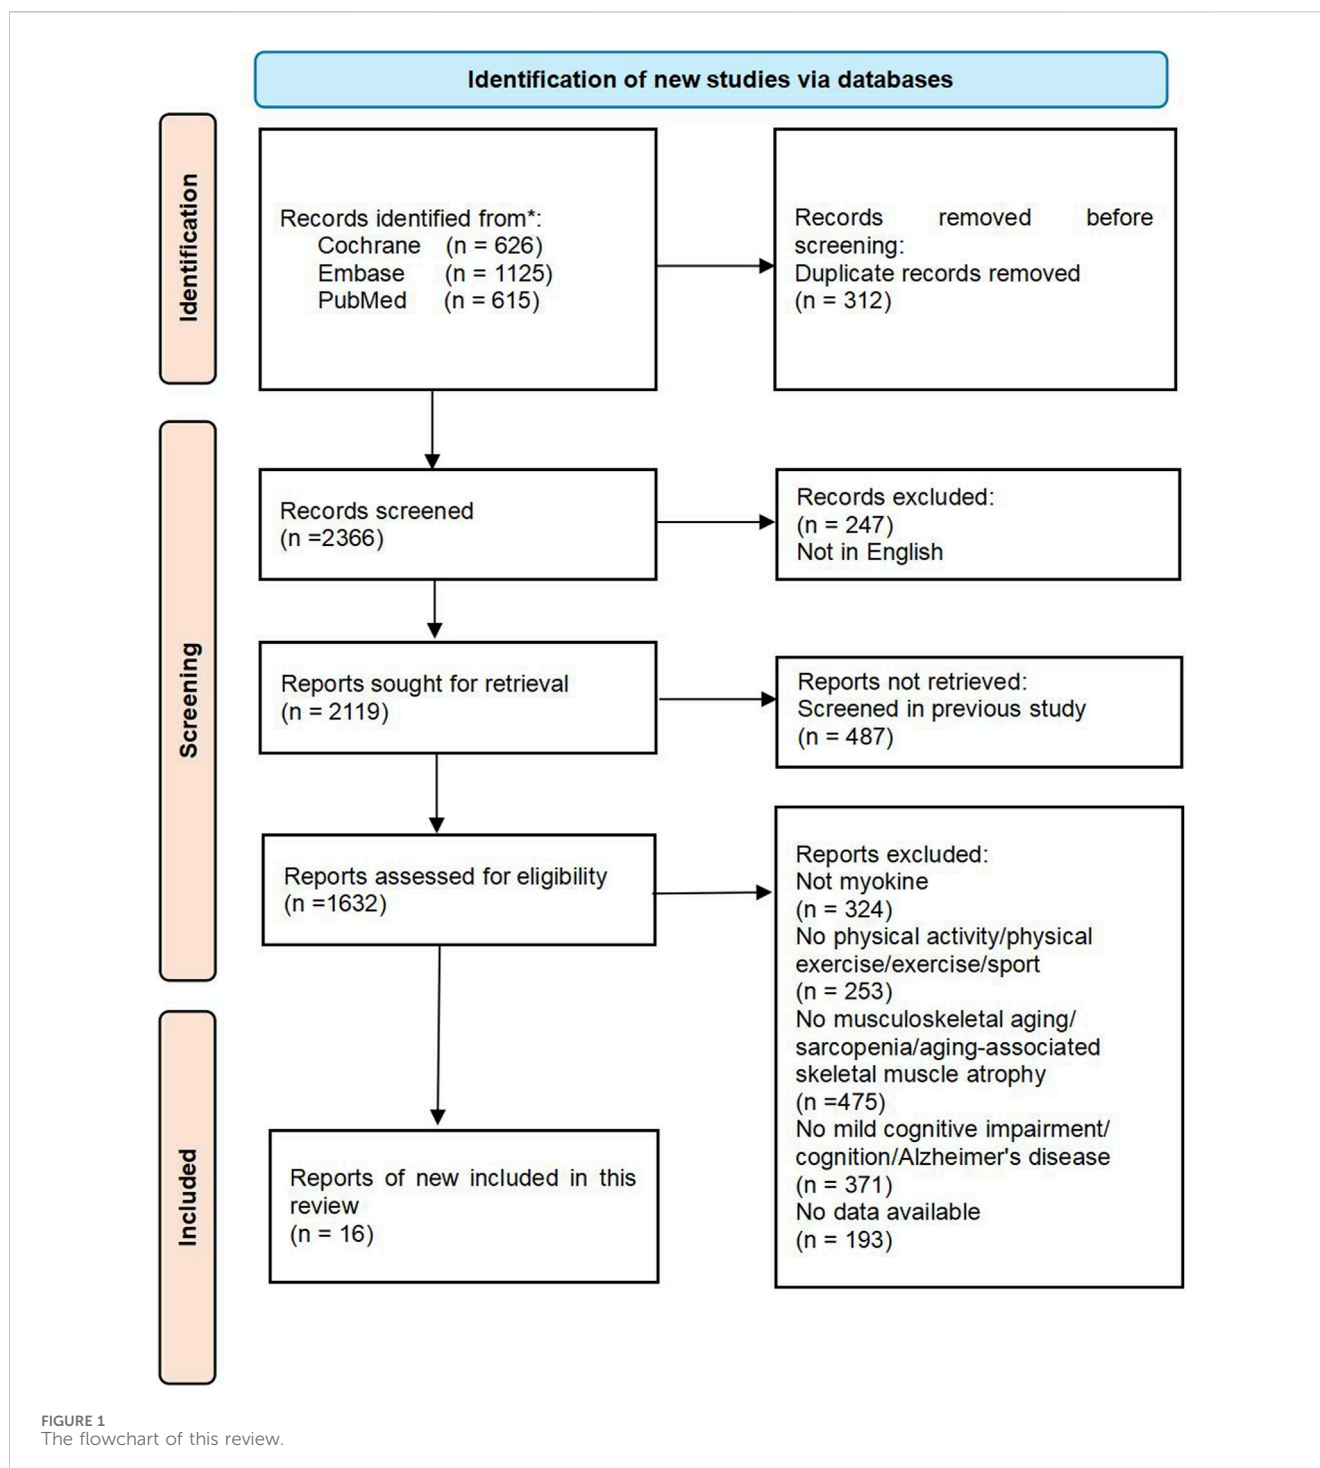 Identification of new studies via databases
Identification
Records identified from*:
Cochrane (n = 626)
Embase (n = 1125)
PubMed (n = 615)
Records removed before
screening:
Duplicate records removed
(n = 312)
Screening
Records screened
(n =2366)
Records excluded:
(n = 247)
Not in English
Reports sought for retrieval
(n = 2119)
Reports not retrieved:
Screened in previous study
(n = 487)
Reports assessed for eligibility
(n =1632)
Reports excluded:
Not myokine
(n = 324)
No physical activity/physical
exercise/exercise/sport
(n = 253)
No musculoskeletal aging/
sarcopenia/aging-associated
skeletal muscle atrophy
(n =475)
No mild cognitive impairment/
cognition/Alzheimer's disease
(n = 371)
No data available
(n = 193)
Included
Reports of new included in this
review
(n = 16)
FIGURE 1
The flowchart of this review.